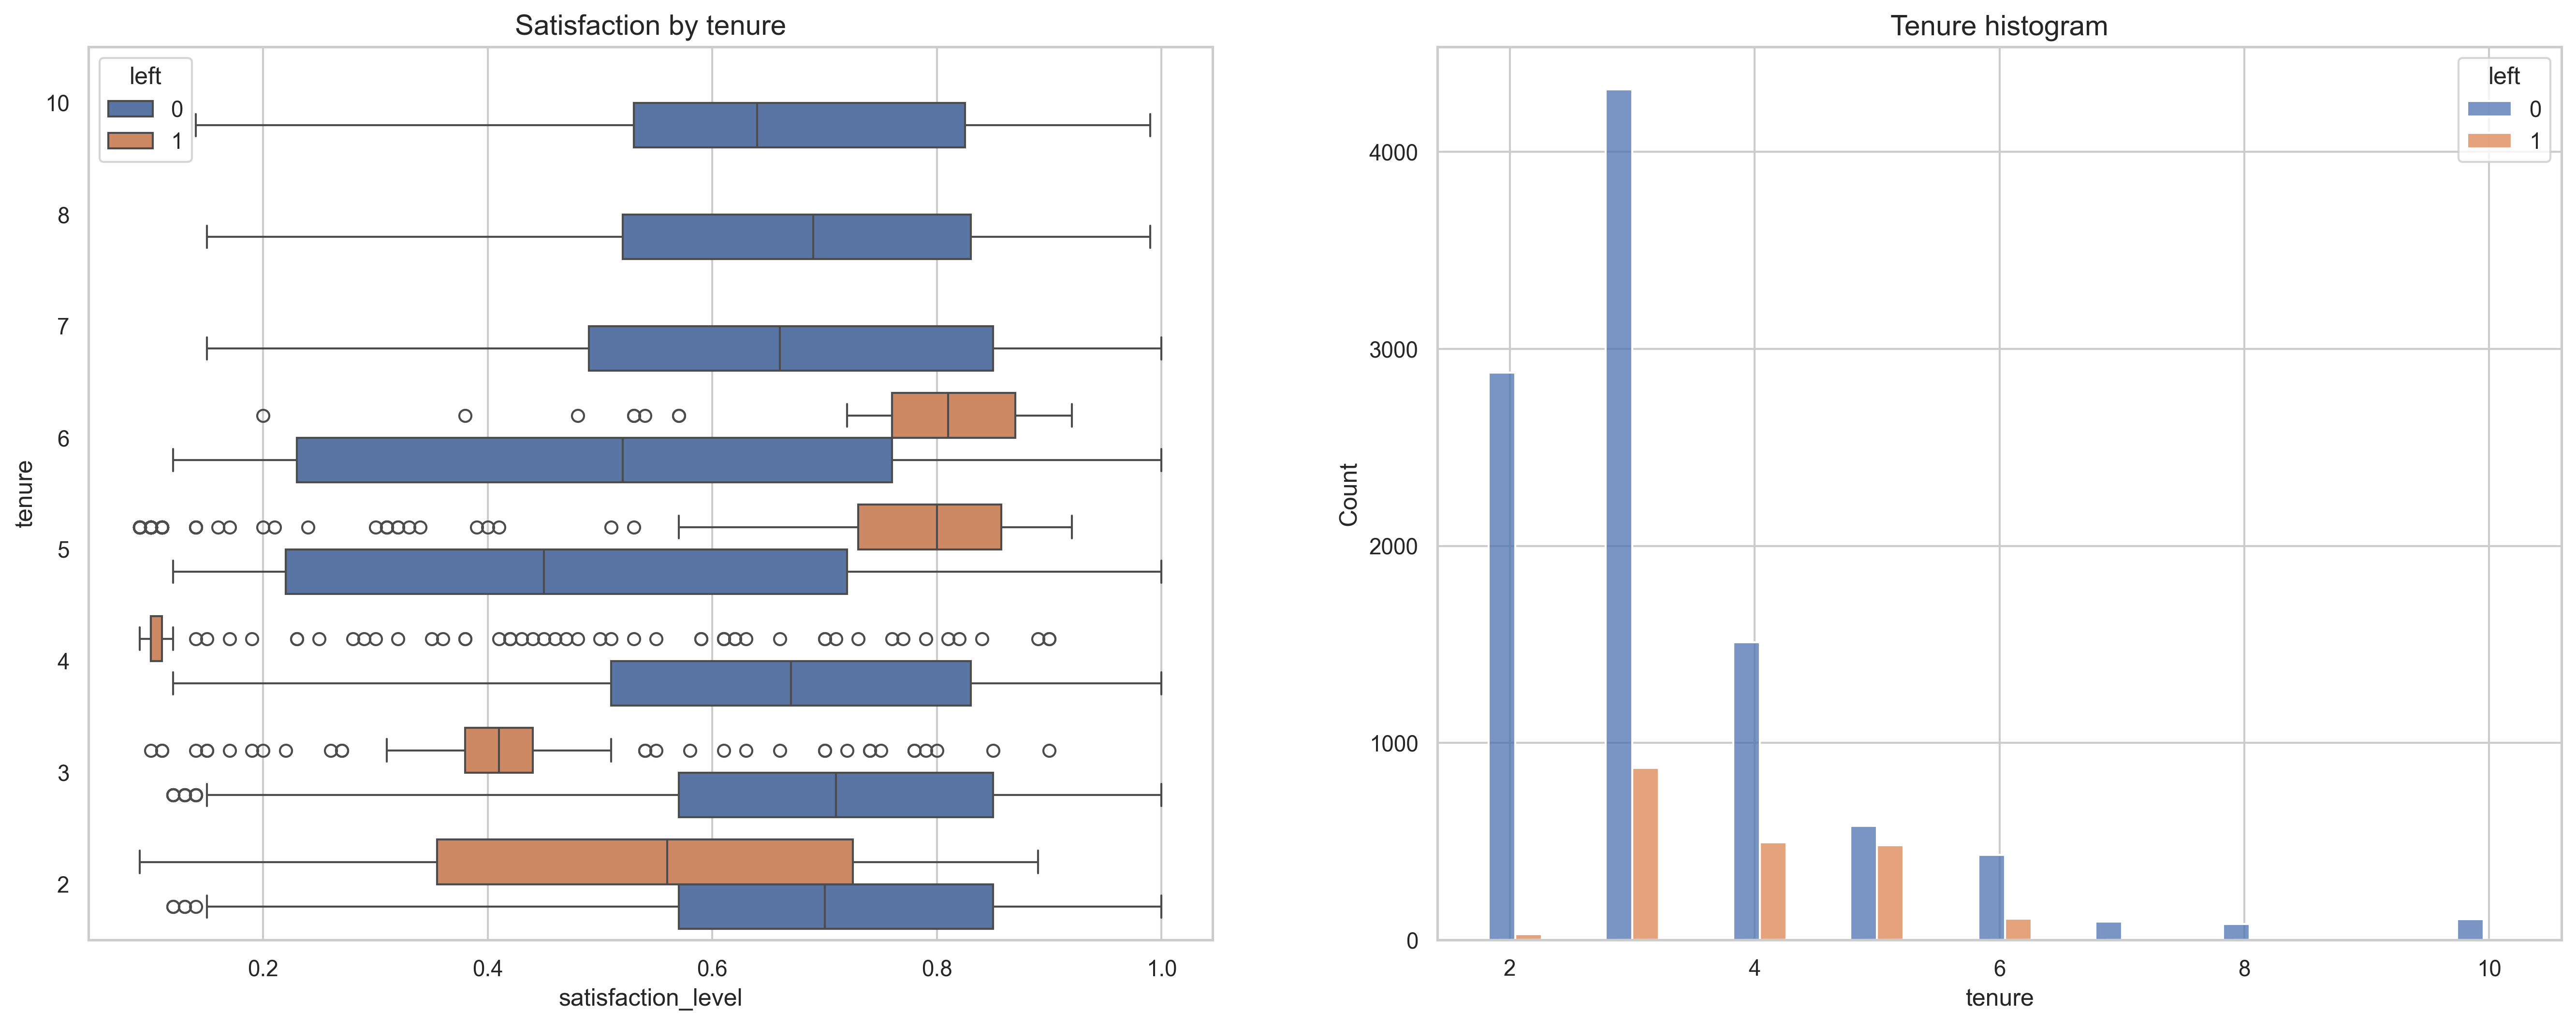 Satisfaction by tenure
left
0
1
10
8
7
6
5
4
3
2
tenure
0.2 0.4 0.6 0.8 1.0
satisfaction_level
Tenure histogram
left
0
1
4000
3000
2000
1000
0
Count
2 4 6 8 10
tenure